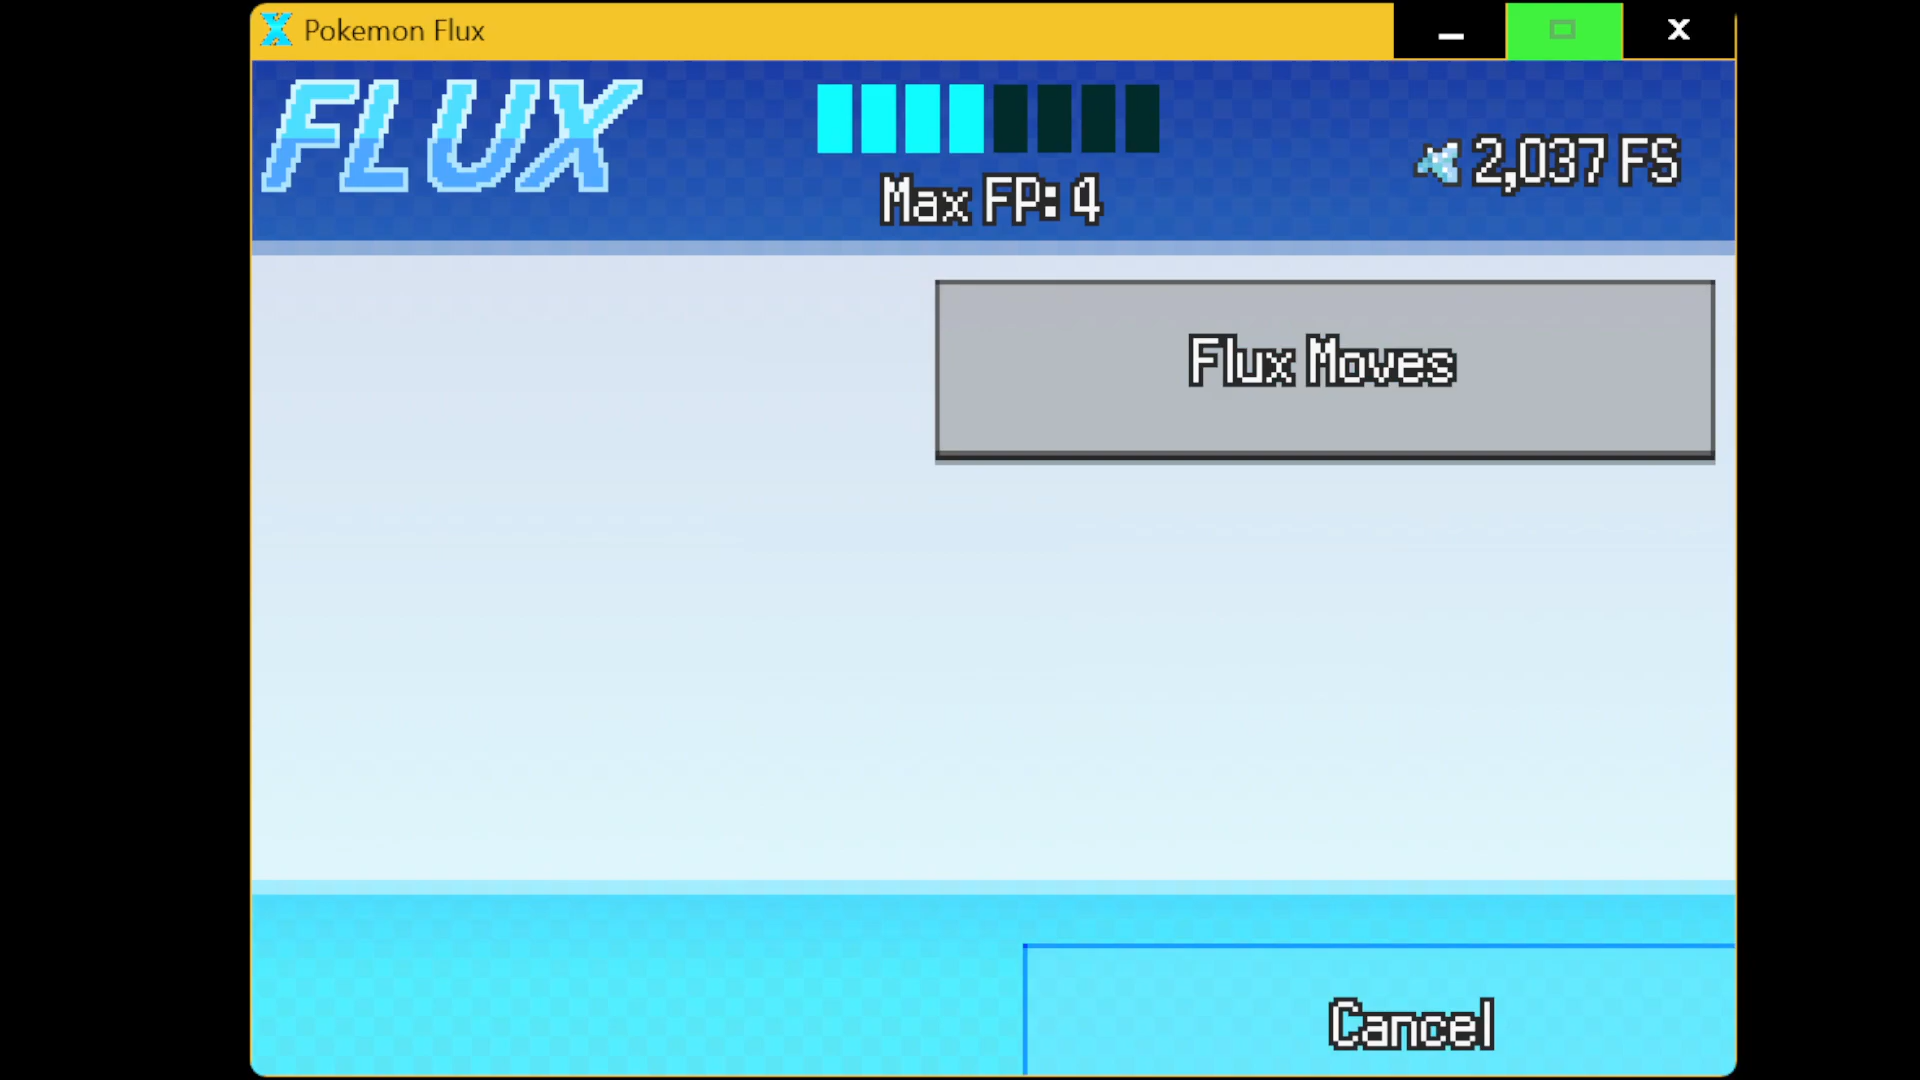 Pokemon Flux
FLUX
Max FP: 4
2,037 FS
Flux Moves
Cancel